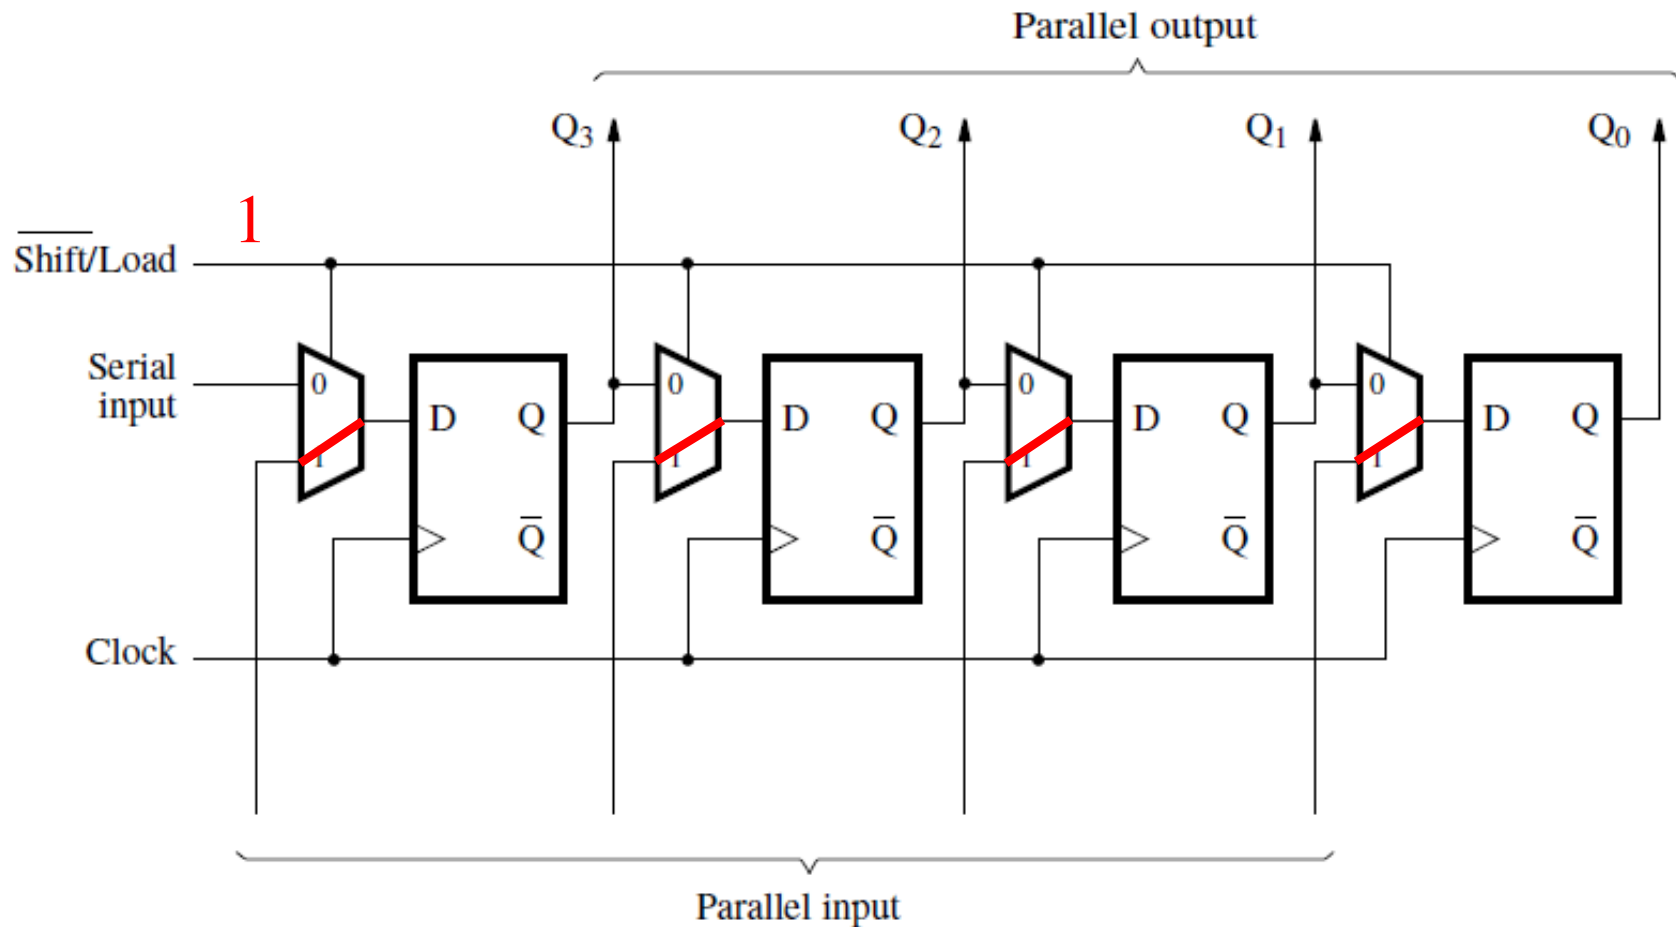 Parallel output
Q3 Q2 Q1 Q0
1
Shift/Load
Serial
input
0 0 0 0
D Q D Q D Q D Q
1 1 1 1
Q̅ Q̅ Q̅ Q̅
Clock
Parallel input